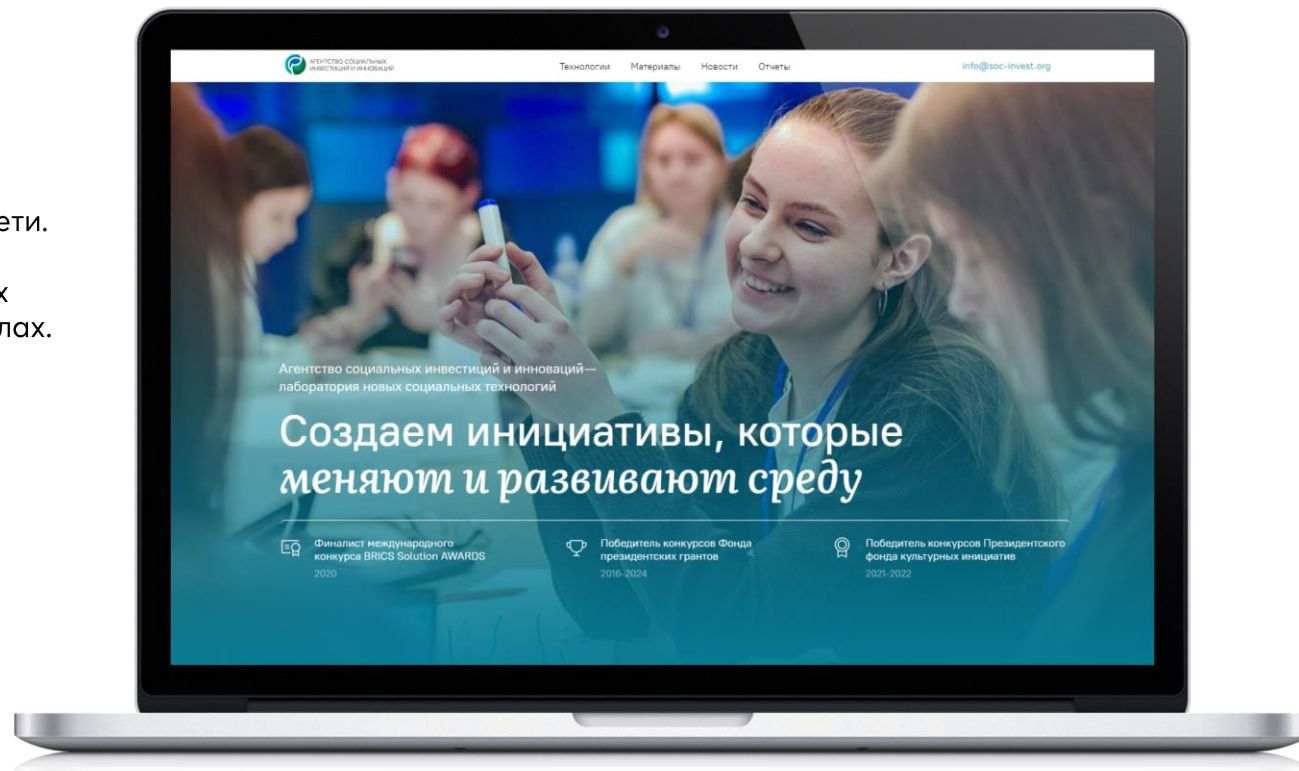 ети.
х
лах.
АГЕНТСТВО СОЦИАЛЬНЫХ
ИНВЕСТИЦИЙ И ИННОВАЦИЙ
Технологии Материалы Новости Отчеты
info@soc-invest.org
Агентство социальных инвестиций и инноваций—
лаборатория новых социальных технологий
Создаем инициативы, которые
меняют и развивают среду
Финалист международного
конкурса BRICS Solution AWARDS
2020
Победитель конкурсов Фонда
президентских грантов
2016-2024
Победитель конкурсов Президентского
фонда культурных инициатив
2021-2022